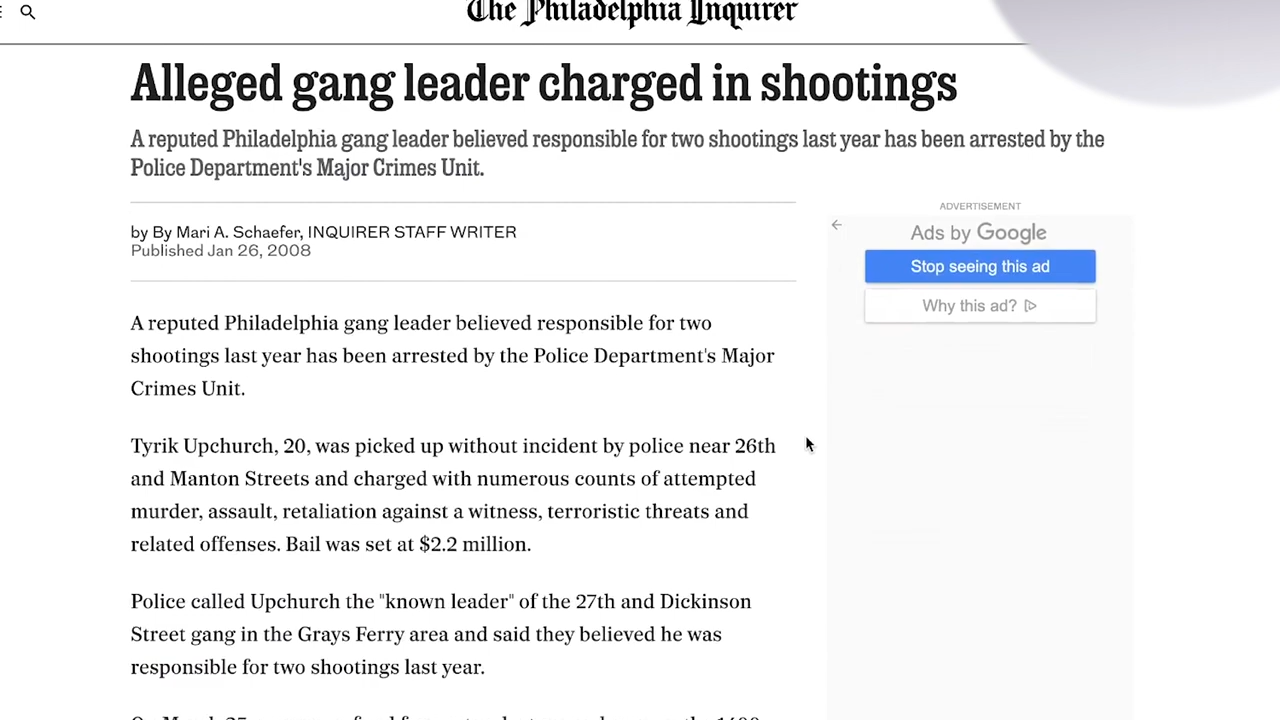 The Philadelphia Inquirer
Alleged gang leader charged in shootings
A reputed Philadelphia gang leader believed responsible for two shootings last year has been arrested by the
Police Department's Major Crimes Unit.
by By Mari A. Schaefer, INQUIRER STAFF WRITER
Published Jan 26, 2008
ADVERTISEMENT
Ads by Google
Stop seeing this ad
Why this ad?
A reputed Philadelphia gang leader believed responsible for two
shootings last year has been arrested by the Police Department's Major
Crimes Unit.
Tyrik Upchurch, 20, was picked up without incident by police near 26th
and Manton Streets and charged with numerous counts of attempted
murder, assault, retaliation against a witness, terroristic threats and
related offenses. Bail was set at $2.2 million.
Police called Upchurch the "known leader" of the 27th and Dickinson
Street gang in the Grays Ferry area and said they believed he was
responsible for two shootings last year.